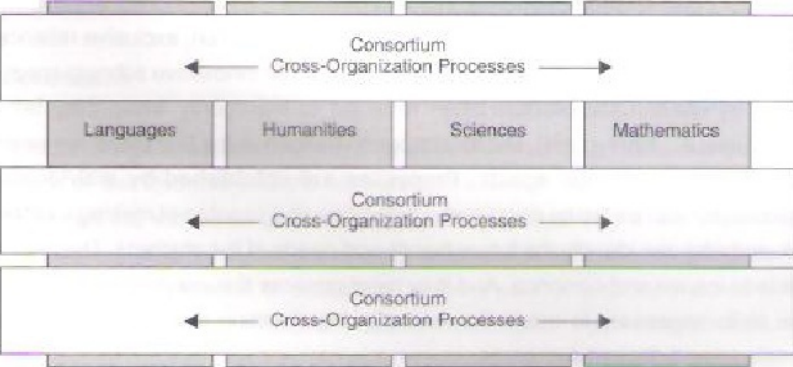 Consortium
Cross-Organization Processes
Languages Humanities Sciences Mathematics
Consortium
Cross-Organization Processes
Consortium
Cross-Organization Processes